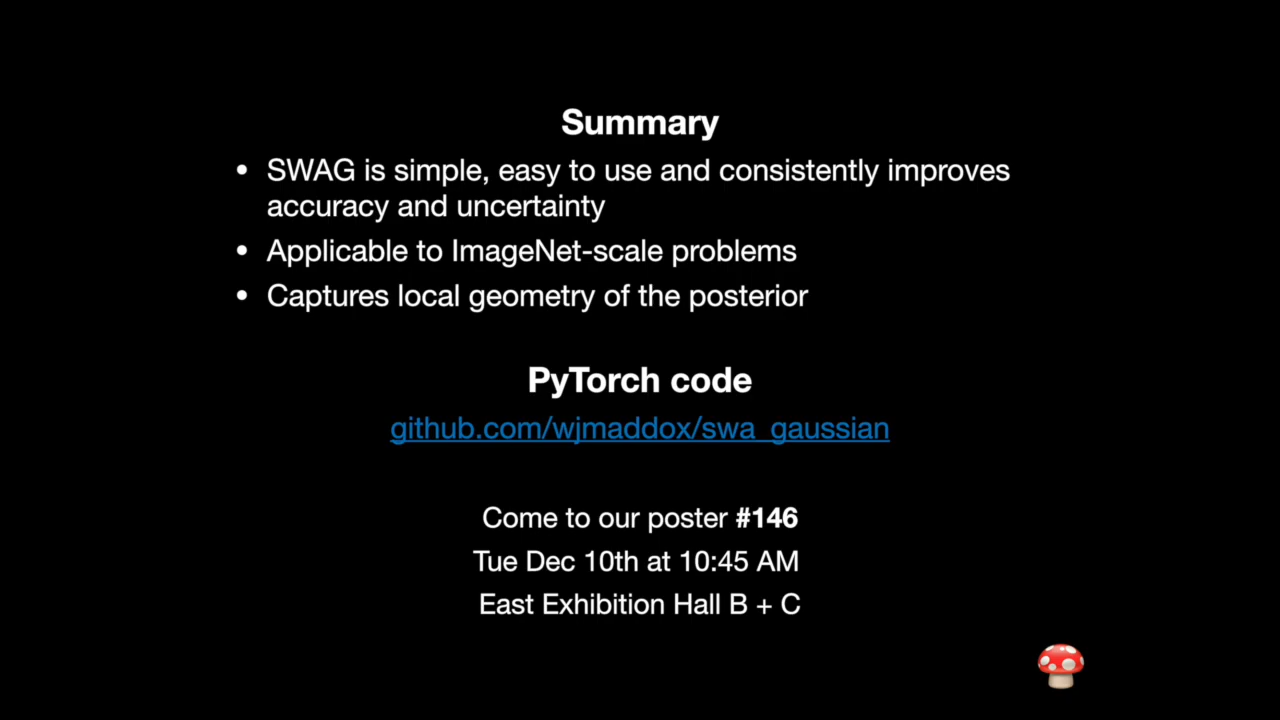 Summary
• SWAG is simple, easy to use and consistently improves
accuracy and uncertainty
• Applicable to ImageNet-scale problems
• Captures local geometry of the posterior
PyTorch code
github.com/wjmaddox/swa_gaussian
Come to our poster #146
Tue Dec 10th at 10:45 AM
East Exhibition Hall B + C